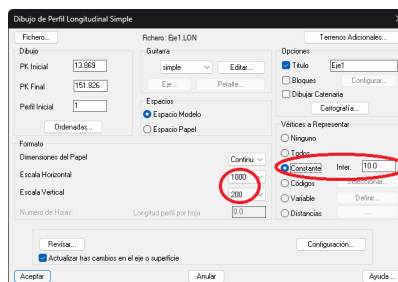 Dibujo de Perfil Longitudinal Simple
Fichero...
Fichero: Eje1.LON
Terrenos Adicionales...
Dibujo
PK Inicial 13.869
PK Final 151.826
Perfil Inicial 1
Ordenadas...
Guitarra
simple
Editar...
Eje...
Peralte...
Espacios
Espacio Modelo
Espacio Papel
Opciones
Título Eje1
Bloques
Configurar...
Dibujar Catenaria
Cartografía...
Vértices a Representar
Ninguno
Todos
Constante Inter. 10.0
Códigos Seleccionar...
Variable Definir...
Distancias ...
Formato
Dimensiones del Papel Continu
Escala Horizontal 1000
Escala Vertical 200
Número de Hojas: Longitud perfil por hoja 0.0
Revisar...
Configuración...
Actualizar tras cambios en el eje o superficie
Aceptar
Anular
Ayuda ...